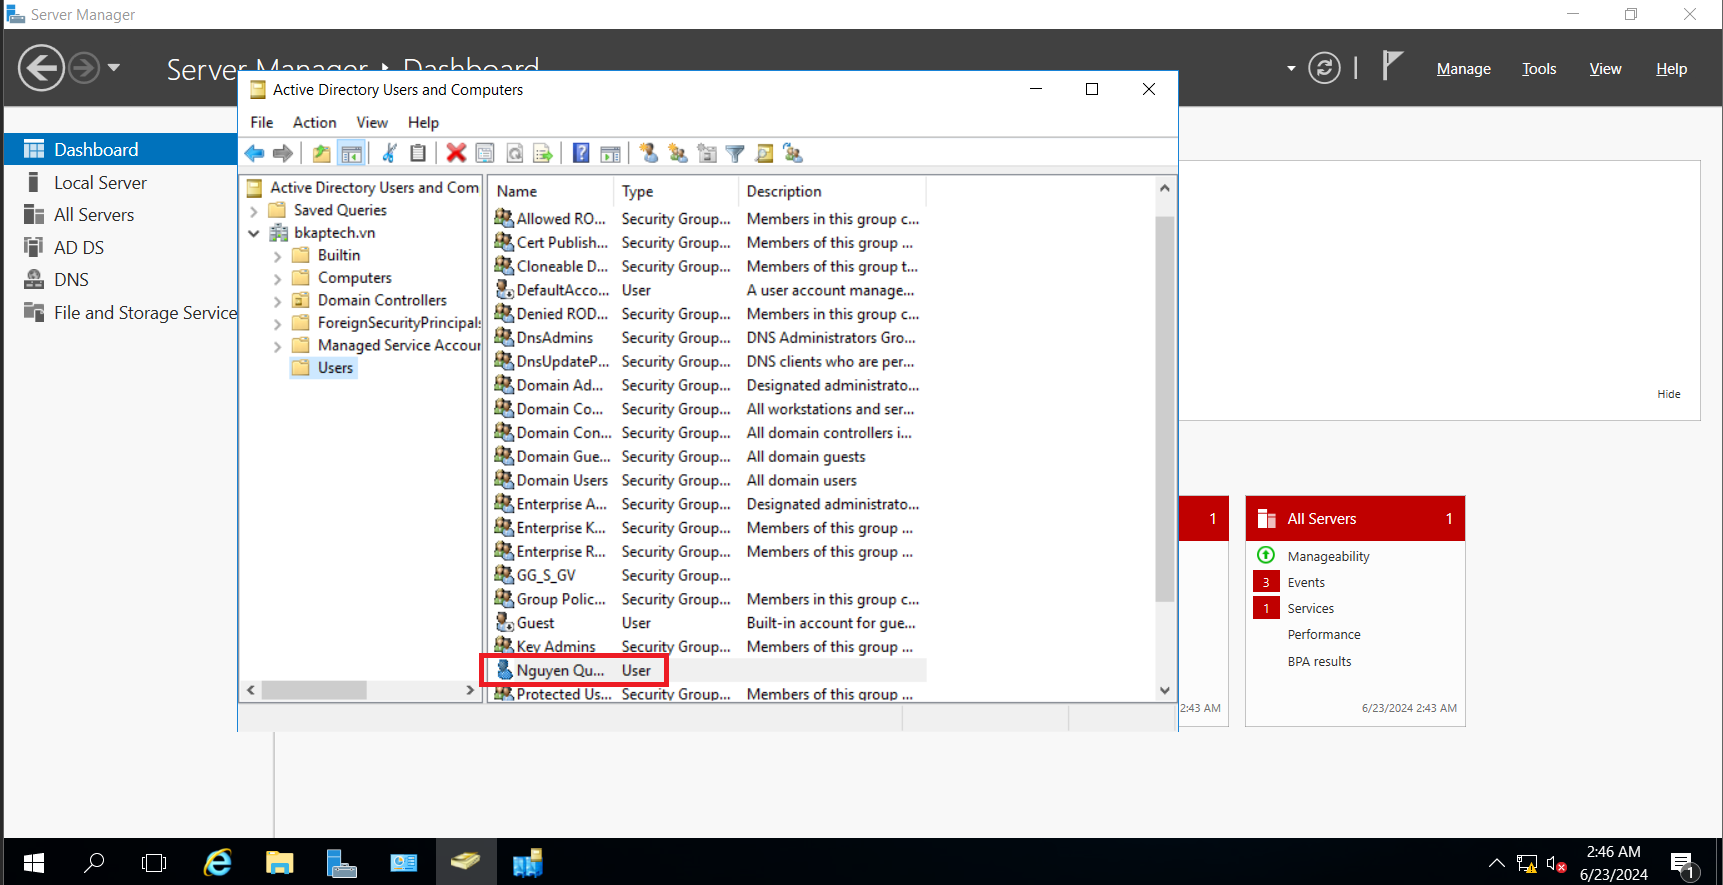 Server Manager
Server Manager • Dashboard
Manage
Tools
View
Help
Active Directory Users and Computers
File
Action
View
Help
Dashboard
Local Server
All Servers
AD DS
DNS
File and Storage Service
Active Directory Users and Com
Saved Queries
bkaptech.vn
Builtin
Computers
Domain Controllers
ForeignSecurityPrincipals
Managed Service Accour
Users
Name Type Description
Allowed RO... Security Group... Members in this group c...
Cert Publish... Security Group... Members of this group ...
Cloneable D... Security Group... Members of this group t...
DefaultAcco... User A user account manage...
Denied ROD... Security Group... Members in this group c...
DnsAdmins Security Group... DNS Administrators Gro...
DnsUpdateP... Security Group... DNS clients who are per...
Domain Ad... Security Group... Designated administrato...
Domain Co... Security Group... All workstations and ser...
Domain Con... Security Group... All domain controllers i...
Domain Gue... Security Group... All domain guests
Domain Users Security Group... All domain users
Enterprise A... Security Group... Designated administrato...
Enterprise K... Security Group... Members of this group ...
Enterprise R... Security Group... Members of this group ...
GG_S_GV Security Group...
Group Polic... Security Group... Members in this group c...
Guest User Built-in account for gue...
Key Admins Security Group... Members of this group ...
Nguyen Qu... User
Protected Us... Security Group... Members of this group ...
Hide
1
2:43 AM
All Servers 1
Manageability
3 Events
1 Services
Performance
BPA results
6/23/2024 2:43 AM
2:46 AM
6/23/2024
1